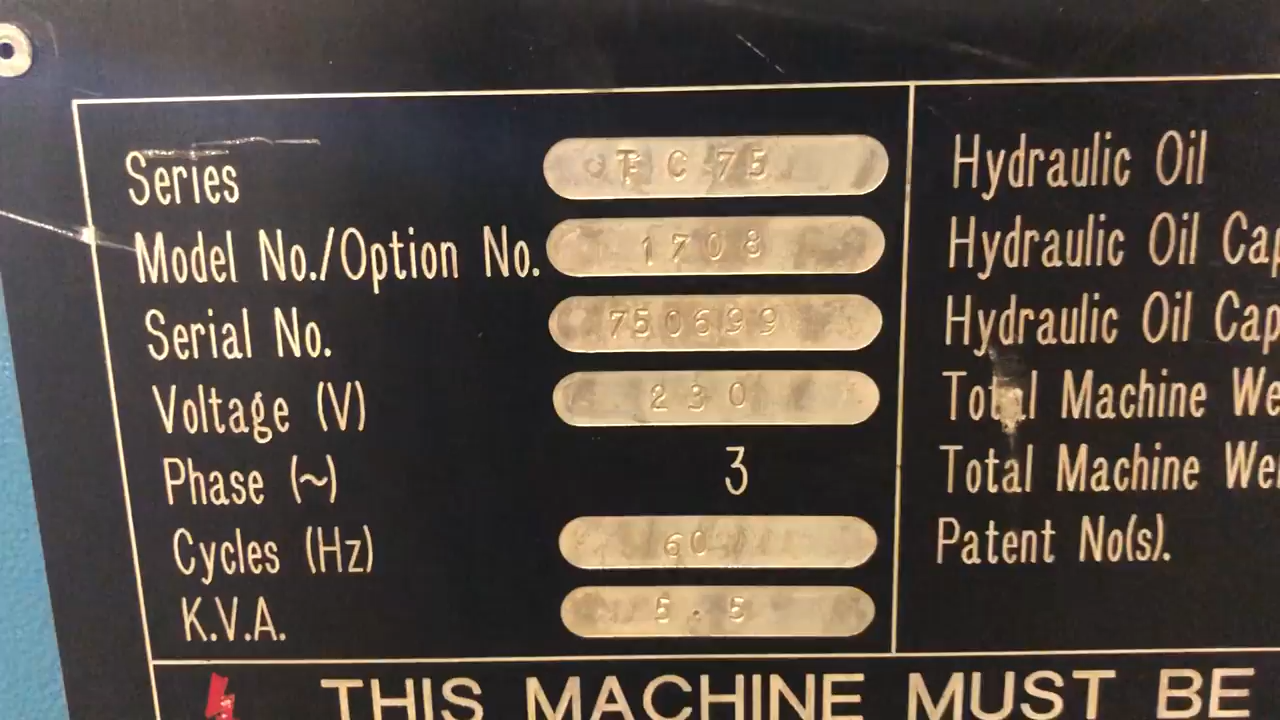 Series TC75
Model No./Option No. 1708
Serial No. 750699
Voltage (V) 230
Phase (~) 3
Cycles (Hz) 60
K.V.A. 5.5
Hydraulic Oil
Hydraulic Oil Cap
Hydraulic Oil Cap
Total Machine We
Total Machine Wei
Patent No(s).
THIS MACHINE MUST BE